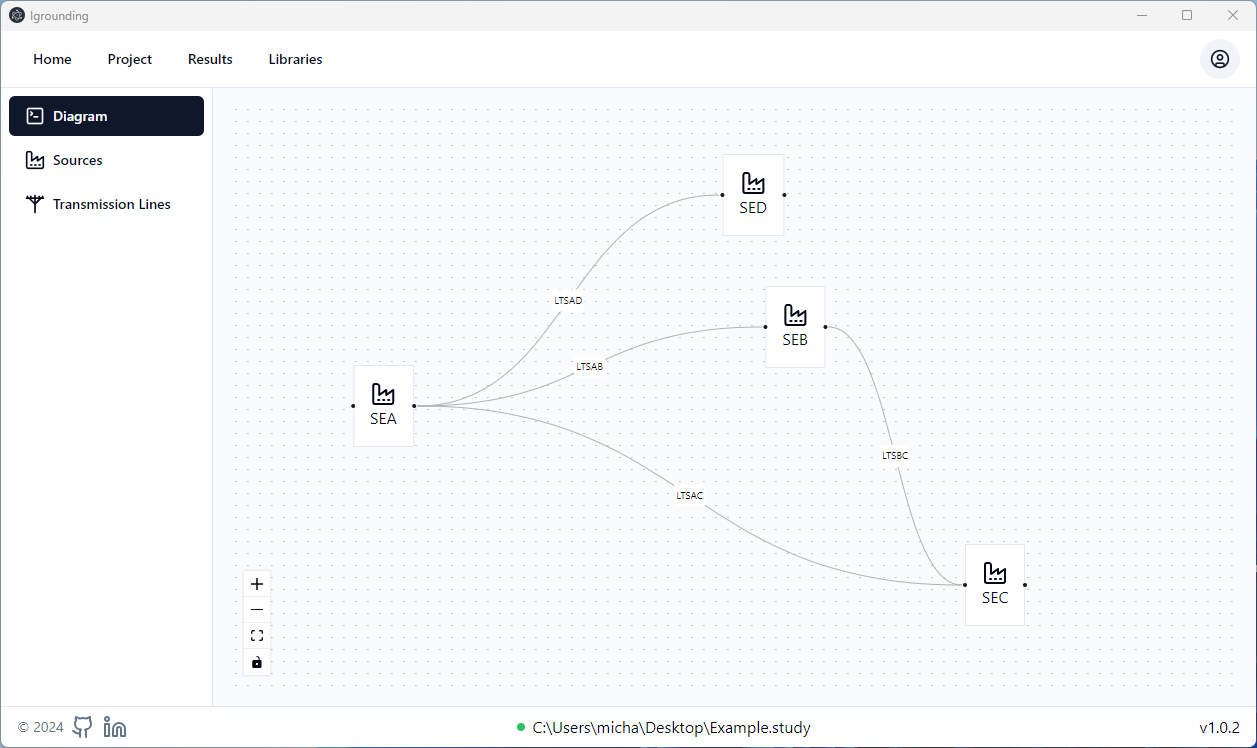 lgrounding
Home Project Results Libraries
Diagram
Sources
Transmission Lines
SED
LTSAD
SEB
LTSAB
SEA
LTSBC
LTSAC
SEC
© 2024
C:\Users\micha\Desktop\Example.study
v1.0.2